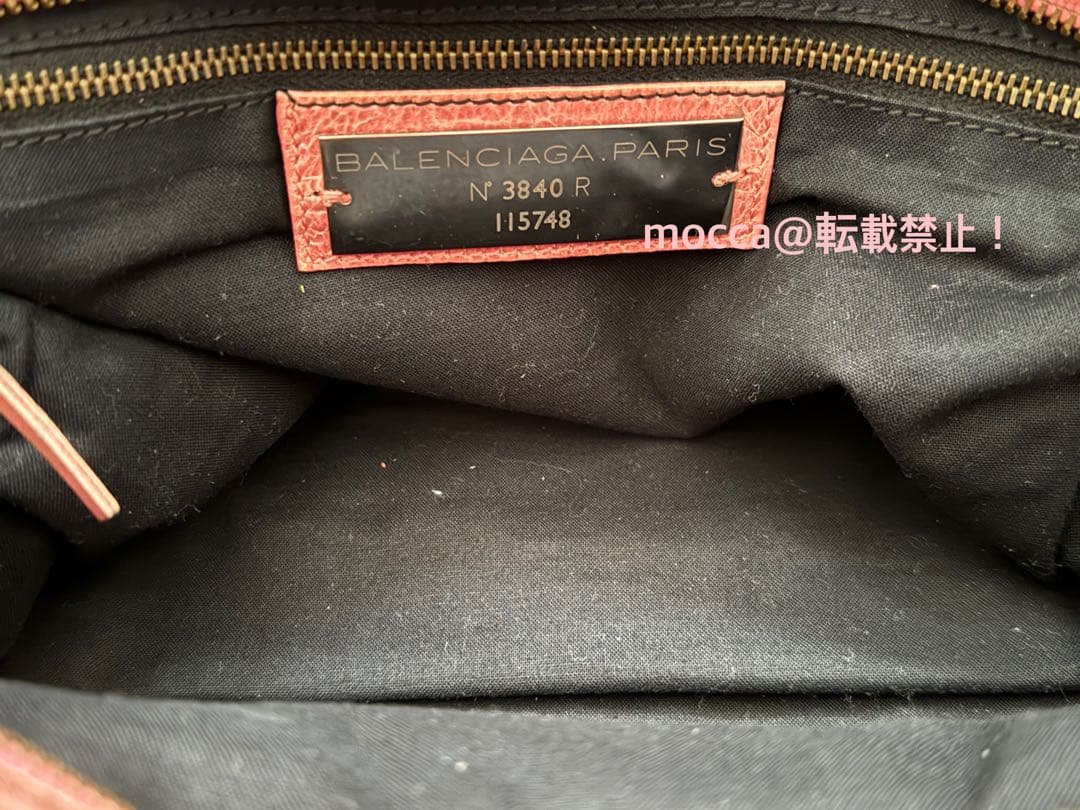 BALENCIAGA.PARIS
N° 3840 R
115748
mocca@転載禁止！